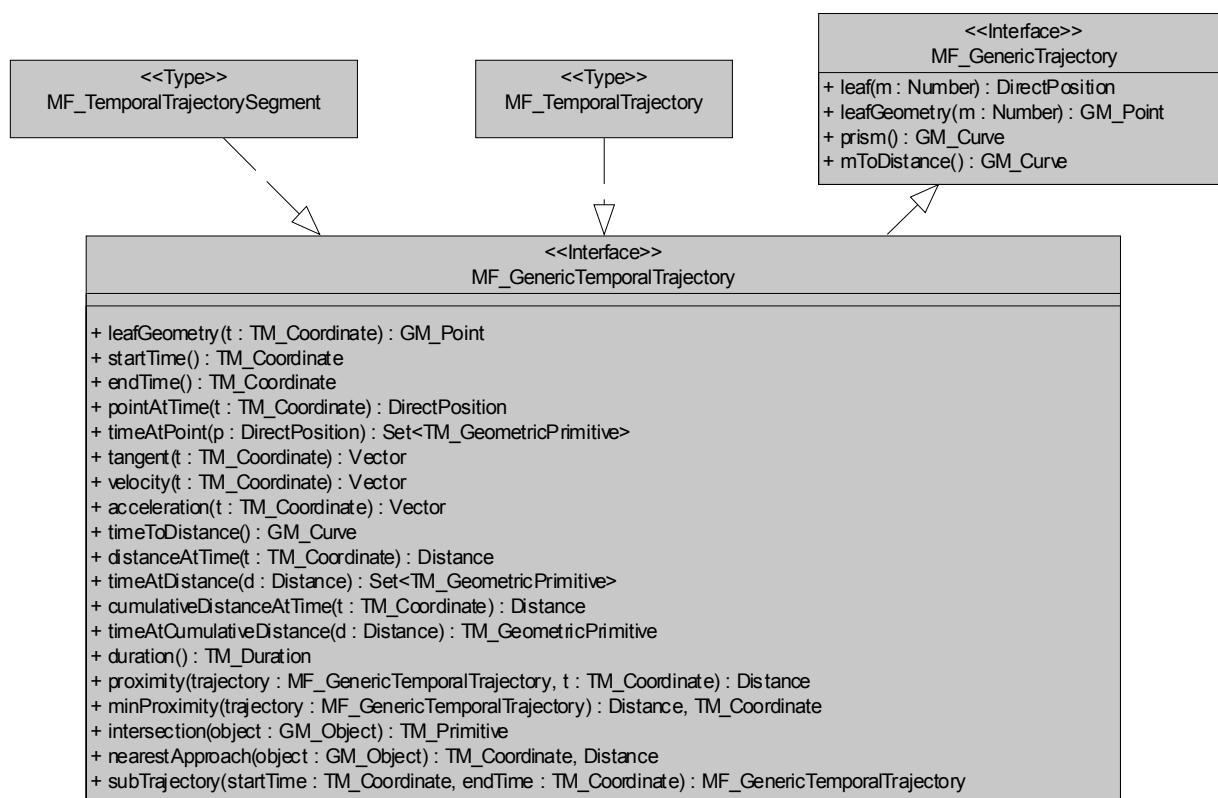 <<Type>>
MF_TemporalTrajectorySegment
<<Type>>
MF_TemporalTrajectory
<<Interface>>
MF_GenericTrajectory
+ leaf(m : Number) : DirectPosition
+ leafGeometry(m : Number) : GM_Point
+ prism() : GM_Curve
+ mToDistance() : GM_Curve
<<Interface>>
MF_GenericTemporalTrajectory
+ leafGeometry(t : TM_Coordinate) : GM_Point
+ startTime() : TM_Coordinate
+ endTime() : TM_Coordinate
+ pointAtTime(t : TM_Coordinate) : DirectPosition
+ timeAtPoint(p : DirectPosition) : Set<TM_GeometricPrimitive>
+ tangent(t : TM_Coordinate) : Vector
+ velocity(t : TM_Coordinate) : Vector
+ acceleration(t : TM_Coordinate) : Vector
+ timeToDistance() : GM_Curve
+ distanceAtTime(t : TM_Coordinate) : Distance
+ timeAtDistance(d : Distance) : Set<TM_GeometricPrimitive>
+ cumulativeDistanceAtTime(t : TM_Coordinate) : Distance
+ timeAtCumulativeDistance(d : Distance) : TM_GeometricPrimitive
+ duration() : TM_Duration
+ proximity(trajectory : MF_GenericTemporalTrajectory, t : TM_Coordinate) : Distance
+ minProximity(trajectory : MF_GenericTemporalTrajectory) : Distance, TM_Coordinate
+ intersection(object : GM_Object) : TM_Primitive
+ nearestApproach(object : GM_Object) : TM_Coordinate, Distance
+ subTrajectory(startTime : TM_Coordinate, endTime : TM_Coordinate) : MF_GenericTemporalTrajectory